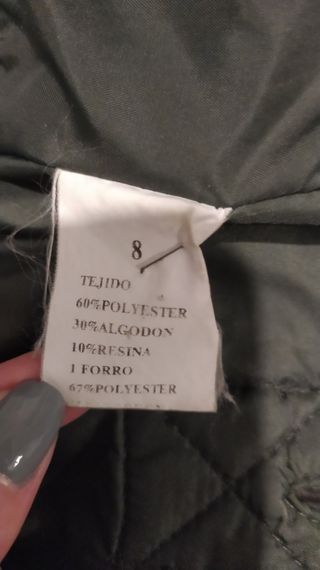 8
TEJIDO
60%POLYESTER
30%ALGODON
10%RESINA
1 FORRO
67%POLYESTER